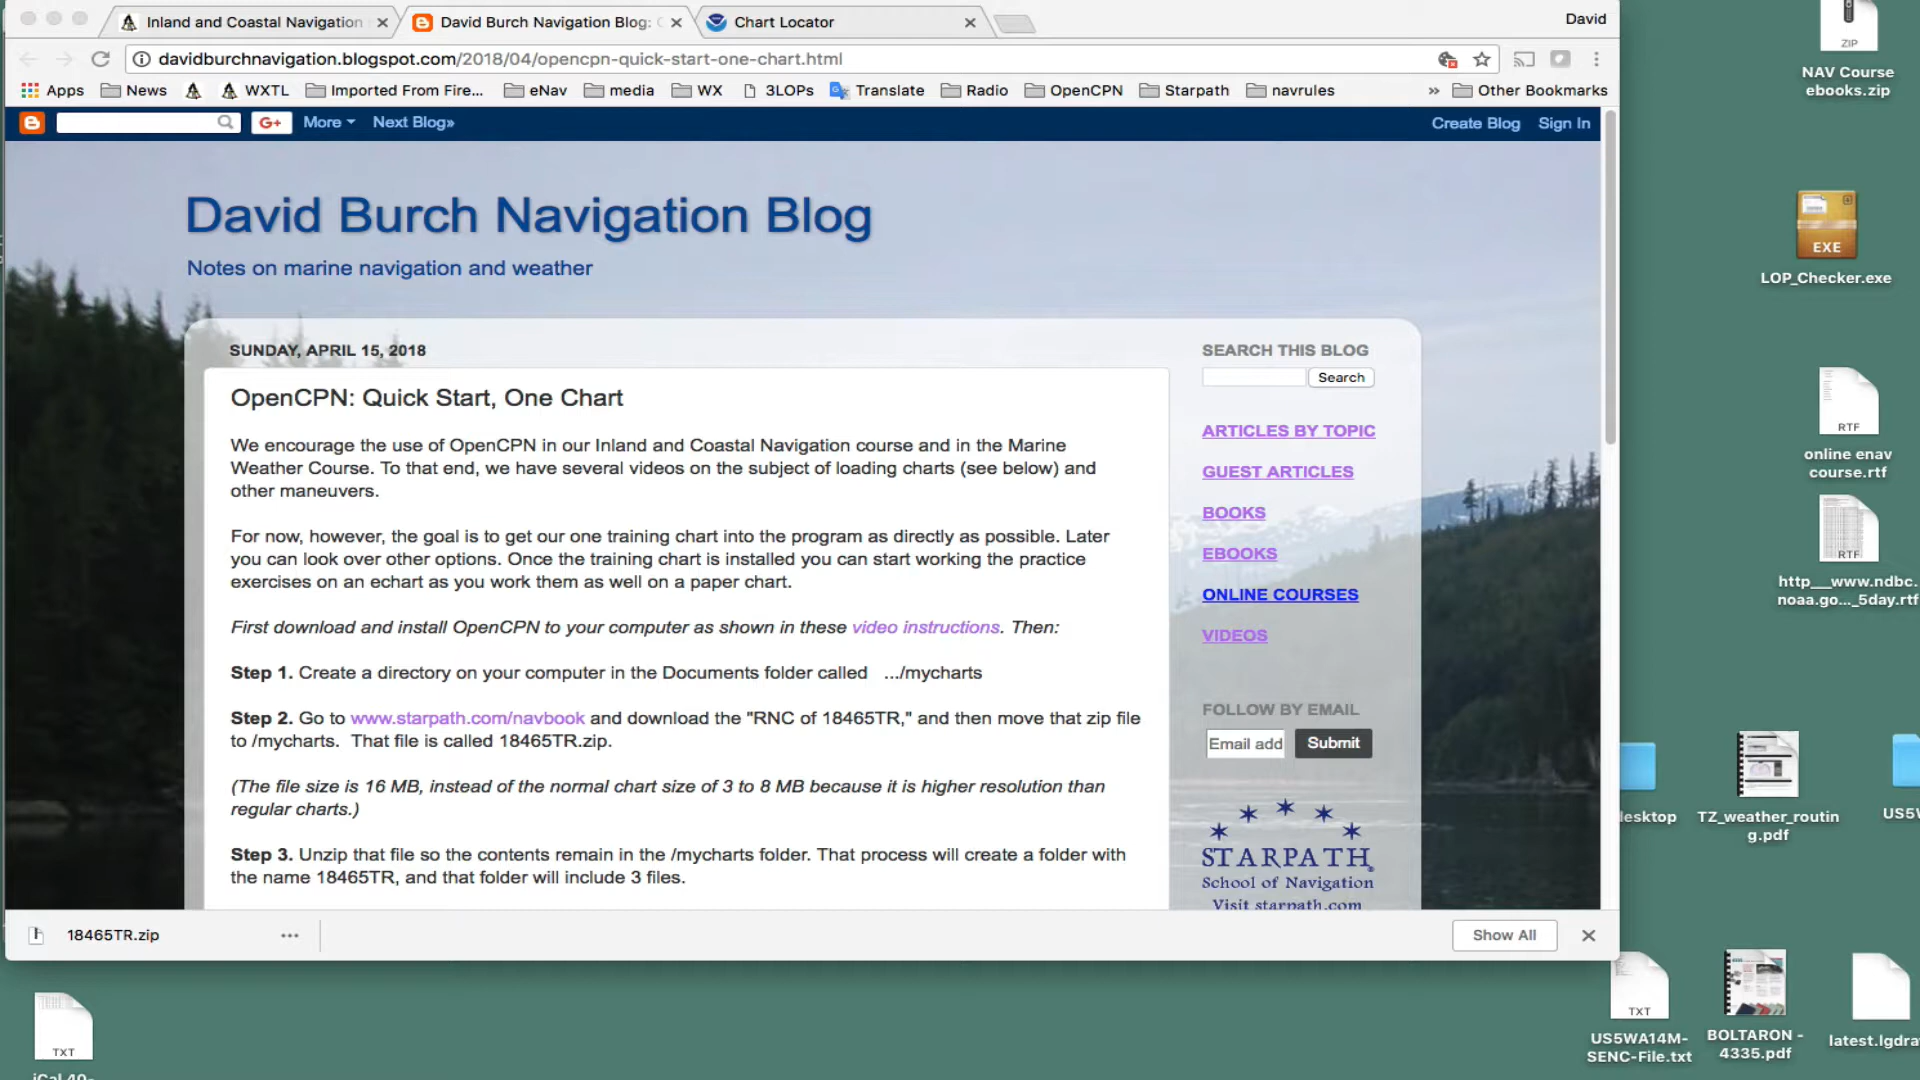 Inland and Coastal Navigation
David Burch Navigation Blog:
Chart Locator
David
davidburchnavigation.blogspot.com/2018/04/opencpn-quick-start-one-chart.html
Apps News WXTL Imported From Fire... eNav media WX 3LOPs Translate Radio OpenCPN Starpath navrules » Other Bookmarks
G+ More Next Blog» Create Blog Sign In
David Burch Navigation Blog
Notes on marine navigation and weather
SUNDAY, APRIL 15, 2018
OpenCPN: Quick Start, One Chart
We encourage the use of OpenCPN in our Inland and Coastal Navigation course and in the Marine
Weather Course. To that end, we have several videos on the subject of loading charts (see below) and
other maneuvers.
For now, however, the goal is to get our one training chart into the program as directly as possible. Later
you can look over other options. Once the training chart is installed you can start working the practice
exercises on an echart as you work them as well on a paper chart.
First download and install OpenCPN to your computer as shown in these video instructions. Then:
Step 1. Create a directory on your computer in the Documents folder called .../mycharts
Step 2. Go to www.starpath.com/navbook and download the "RNC of 18465TR," and then move that zip file
to /mycharts. That file is called 18465TR.zip.
(The file size is 16 MB, instead of the normal chart size of 3 to 8 MB because it is higher resolution than
regular charts.)
Step 3. Unzip that file so the contents remain in the /mycharts folder. That process will create a folder with
the name 18465TR, and that folder will include 3 files.
SEARCH THIS BLOG
Search
ARTICLES BY TOPIC
GUEST ARTICLES
BOOKS
EBOOKS
ONLINE COURSES
VIDEOS
FOLLOW BY EMAIL
Email add Submit
STARPATH®
School of Navigation
Visit starpath.com
18465TR.zip
Show All
ZIP
NAV Course
ebooks.zip
EXE
LOP_Checker.exe
RTF
online enav
course.rtf
RTF
http___www.ndbc.
noaa.go..._5day.rtf
esktop
TZ_weather_routin
g.pdf
US5W
TXT
US5WA14M-
SENC-File.txt
BOLTARON -
4335.pdf
latest.lgdra
TXT
iCal 40-